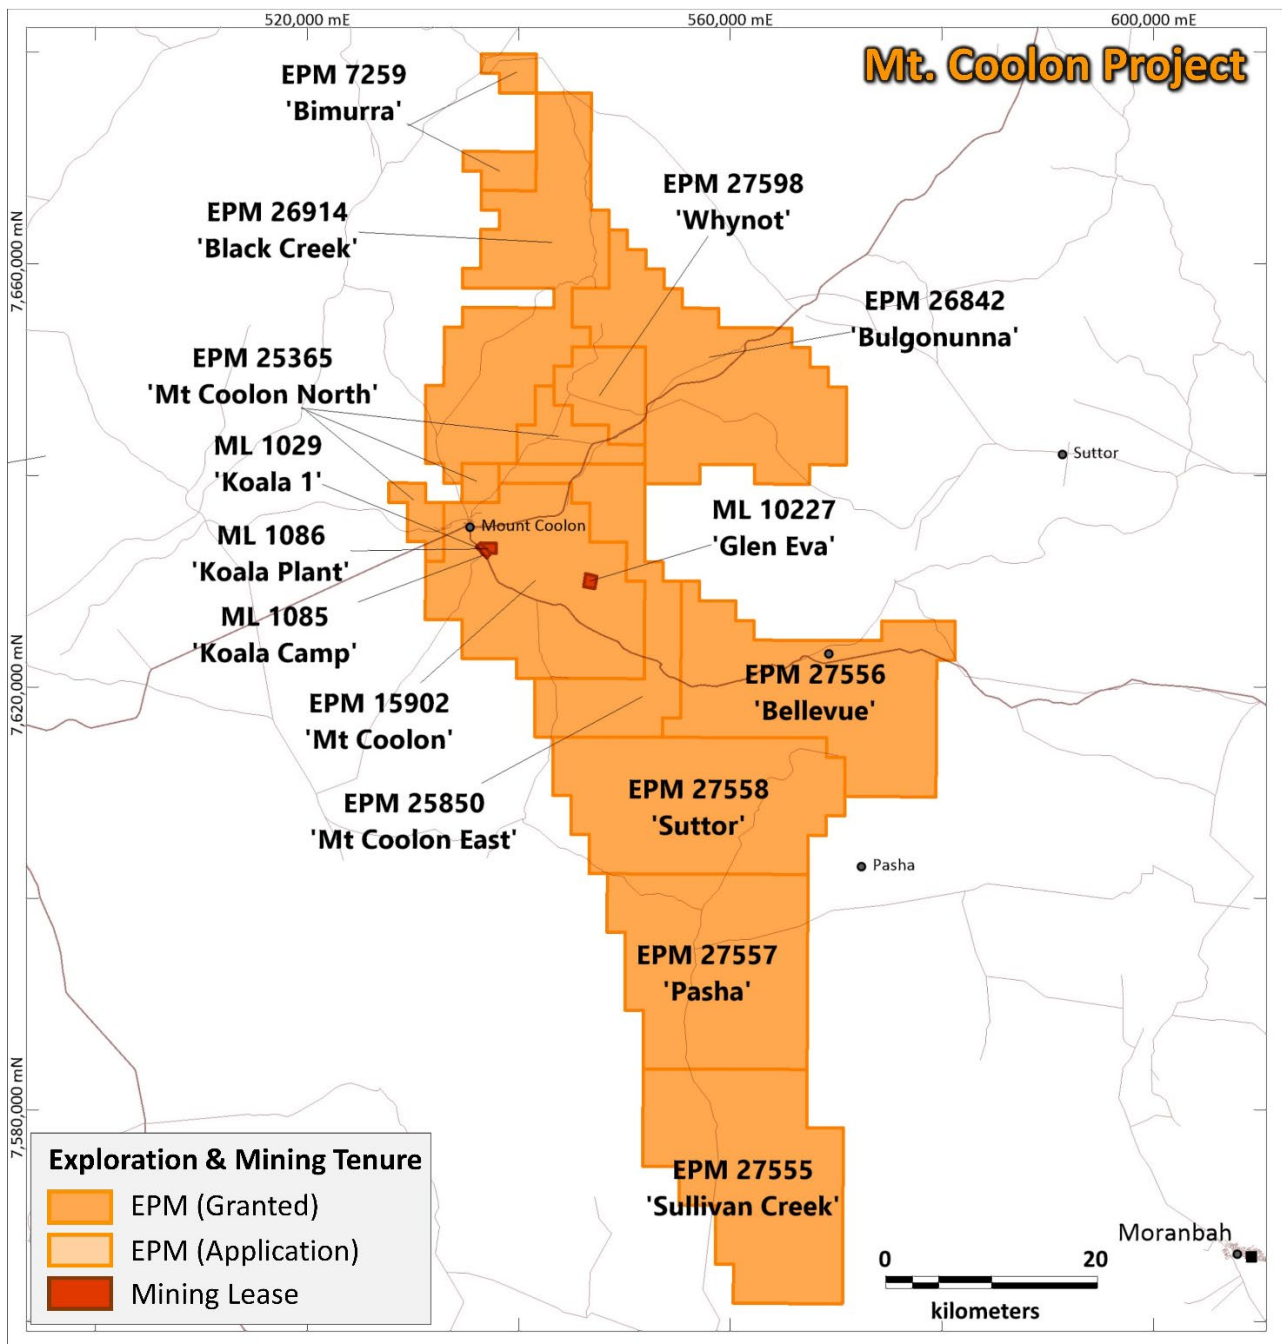 520,000 mE
560,000 mE
600,000 mE
Mt. Coolon Project
EPM 7259
'Bimurra'
EPM 27598
'Whynot'
EPM 26914
'Black Creek'
7,660,000 mN
EPM 26842
'Bulgonunna'
EPM 25365
'Mt Coolon North'
ML 1029
'Koala 1'
Suttor
ML 10227
'Glen Eva'
Mount Coolon
ML 1086
'Koala Plant'
ML 1085
'Koala Camp'
7,620,000 mN
EPM 27556
'Bellevue'
EPM 15902
'Mt Coolon'
EPM 27558
'Suttor'
EPM 25850
'Mt Coolon East'
Pasha
EPM 27557
'Pasha'
7,580,000 mN
EPM 27555
'Sullivan Creek'
Exploration & Mining Tenure
EPM (Granted)
EPM (Application)
Mining Lease
Moranbah
0 20
kilometers